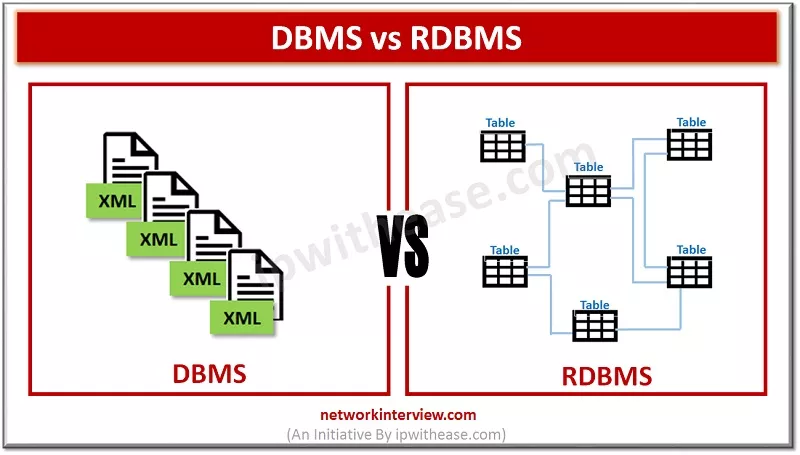 DBMS vs RDBMS
XML
XML
XML
XML
DBMS
VS
Table
Table
Table
Table
Table
Table
RDBMS
ipwithease.com
networkinterview.com
(An Initiative By ipwithease.com)